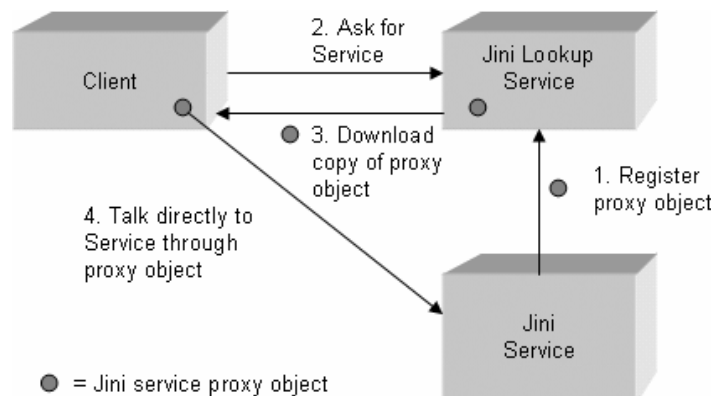 2. Ask for
Service
Client
Jini Lookup
Service
3. Download
copy of proxy
object
1. Register
proxy object
4. Talk directly to
Service through
proxy object
Jini
Service
= Jini service proxy object